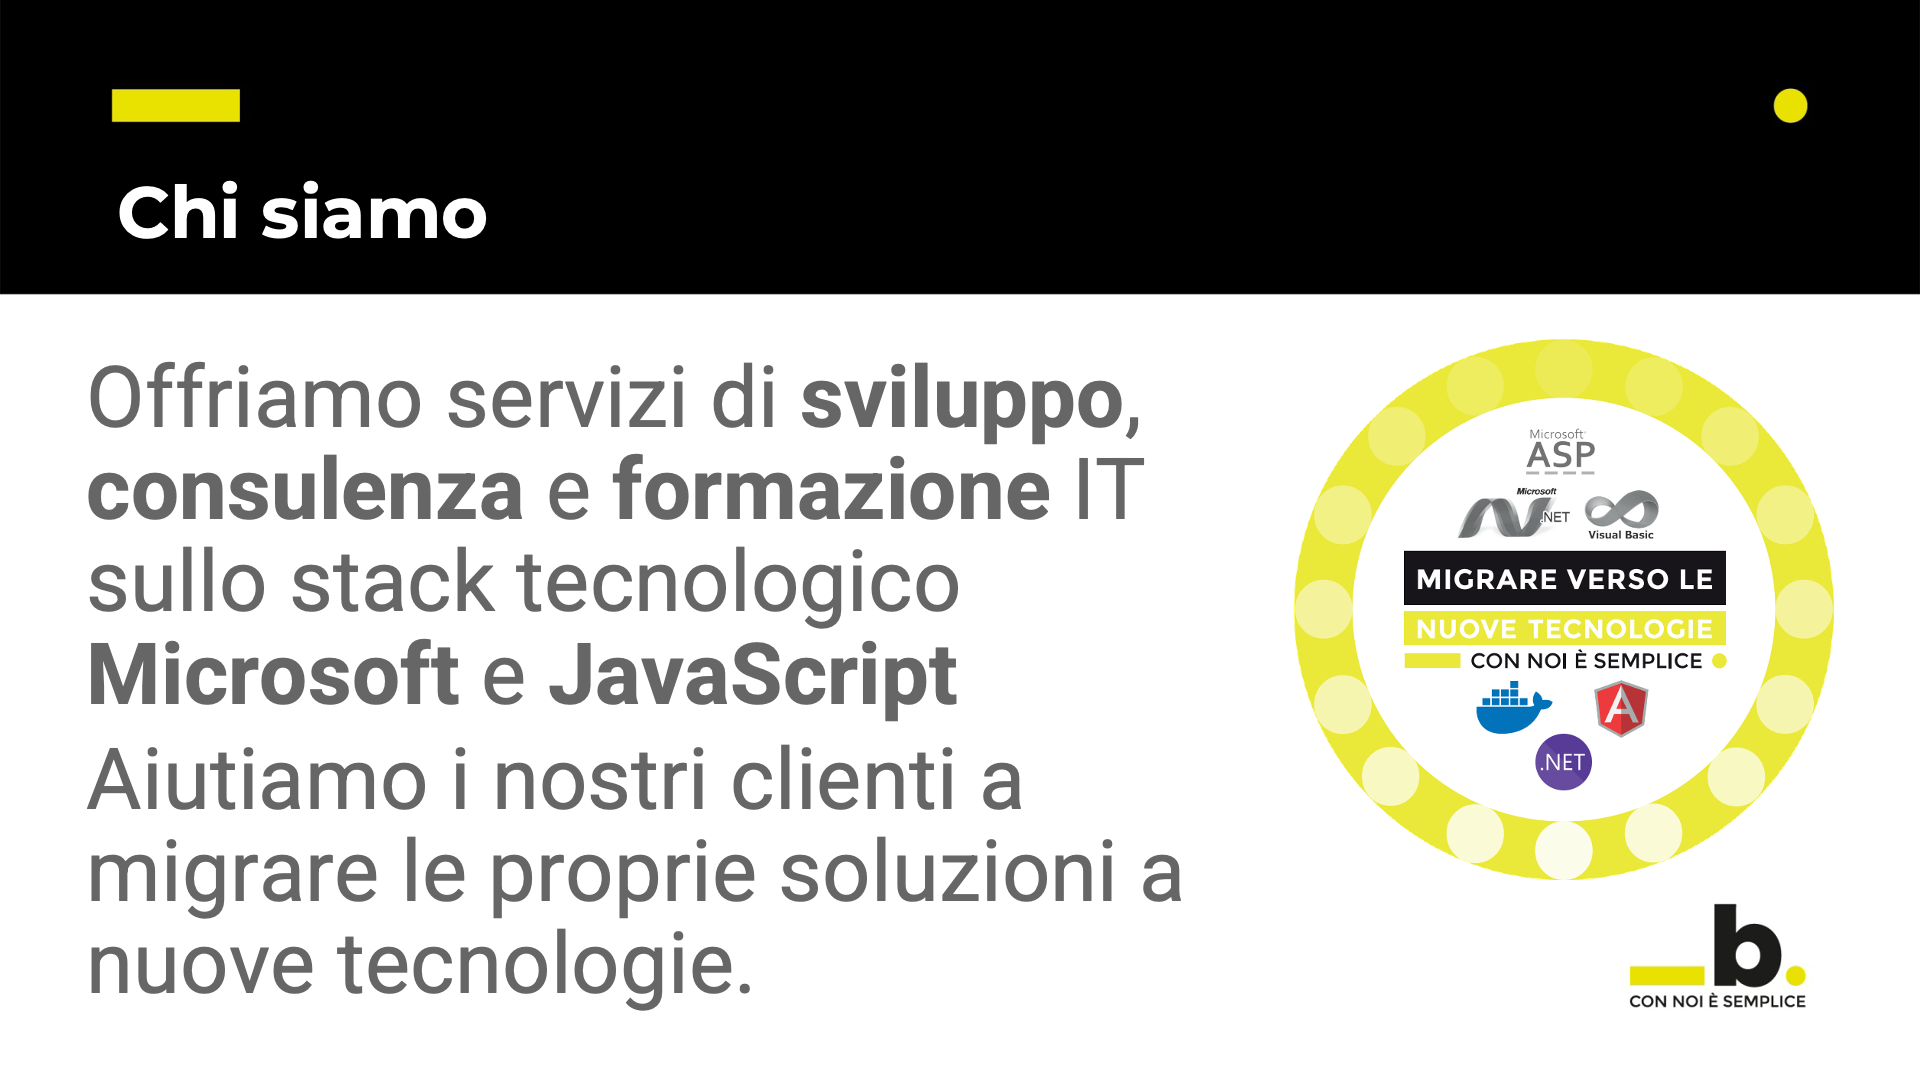 Chi siamo
Offriamo servizi di sviluppo,
consulenza e formazione IT
sullo stack tecnologico
Microsoft e JavaScript
Aiutiamo i nostri clienti a
migrare le proprie soluzioni a
nuove tecnologie.
Microsoft
ASP
Microsoft
.NET
Visual Basic
MIGRARE VERSO LE
NUOVE TECNOLOGIE
CON NOI È SEMPLICE
A
.NET
b.
CON NOI È SEMPLICE